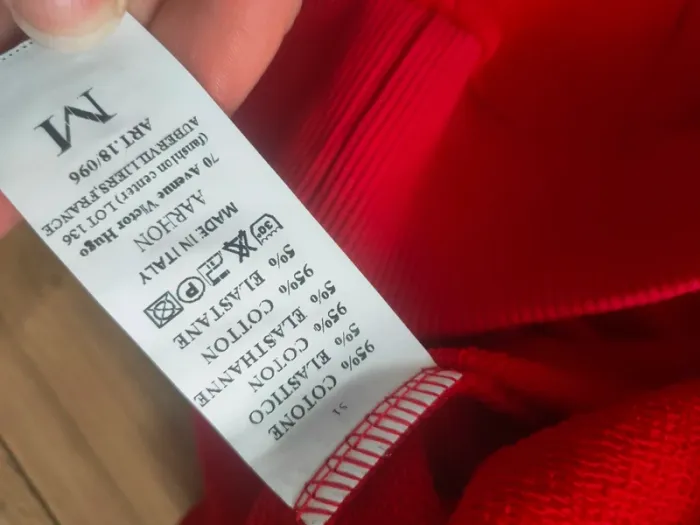 95% COTONE
5% ELASTICO
95% COTON
5% ELASTHANNE
95% COTTON
5% ELASTANE
30°
P
MADE IN ITALY
AARHON
70 Avenue Victor Hugo
(fanshion center) LOT 136
AUBERVILLIERS,FRANCE
ART.18/096
M